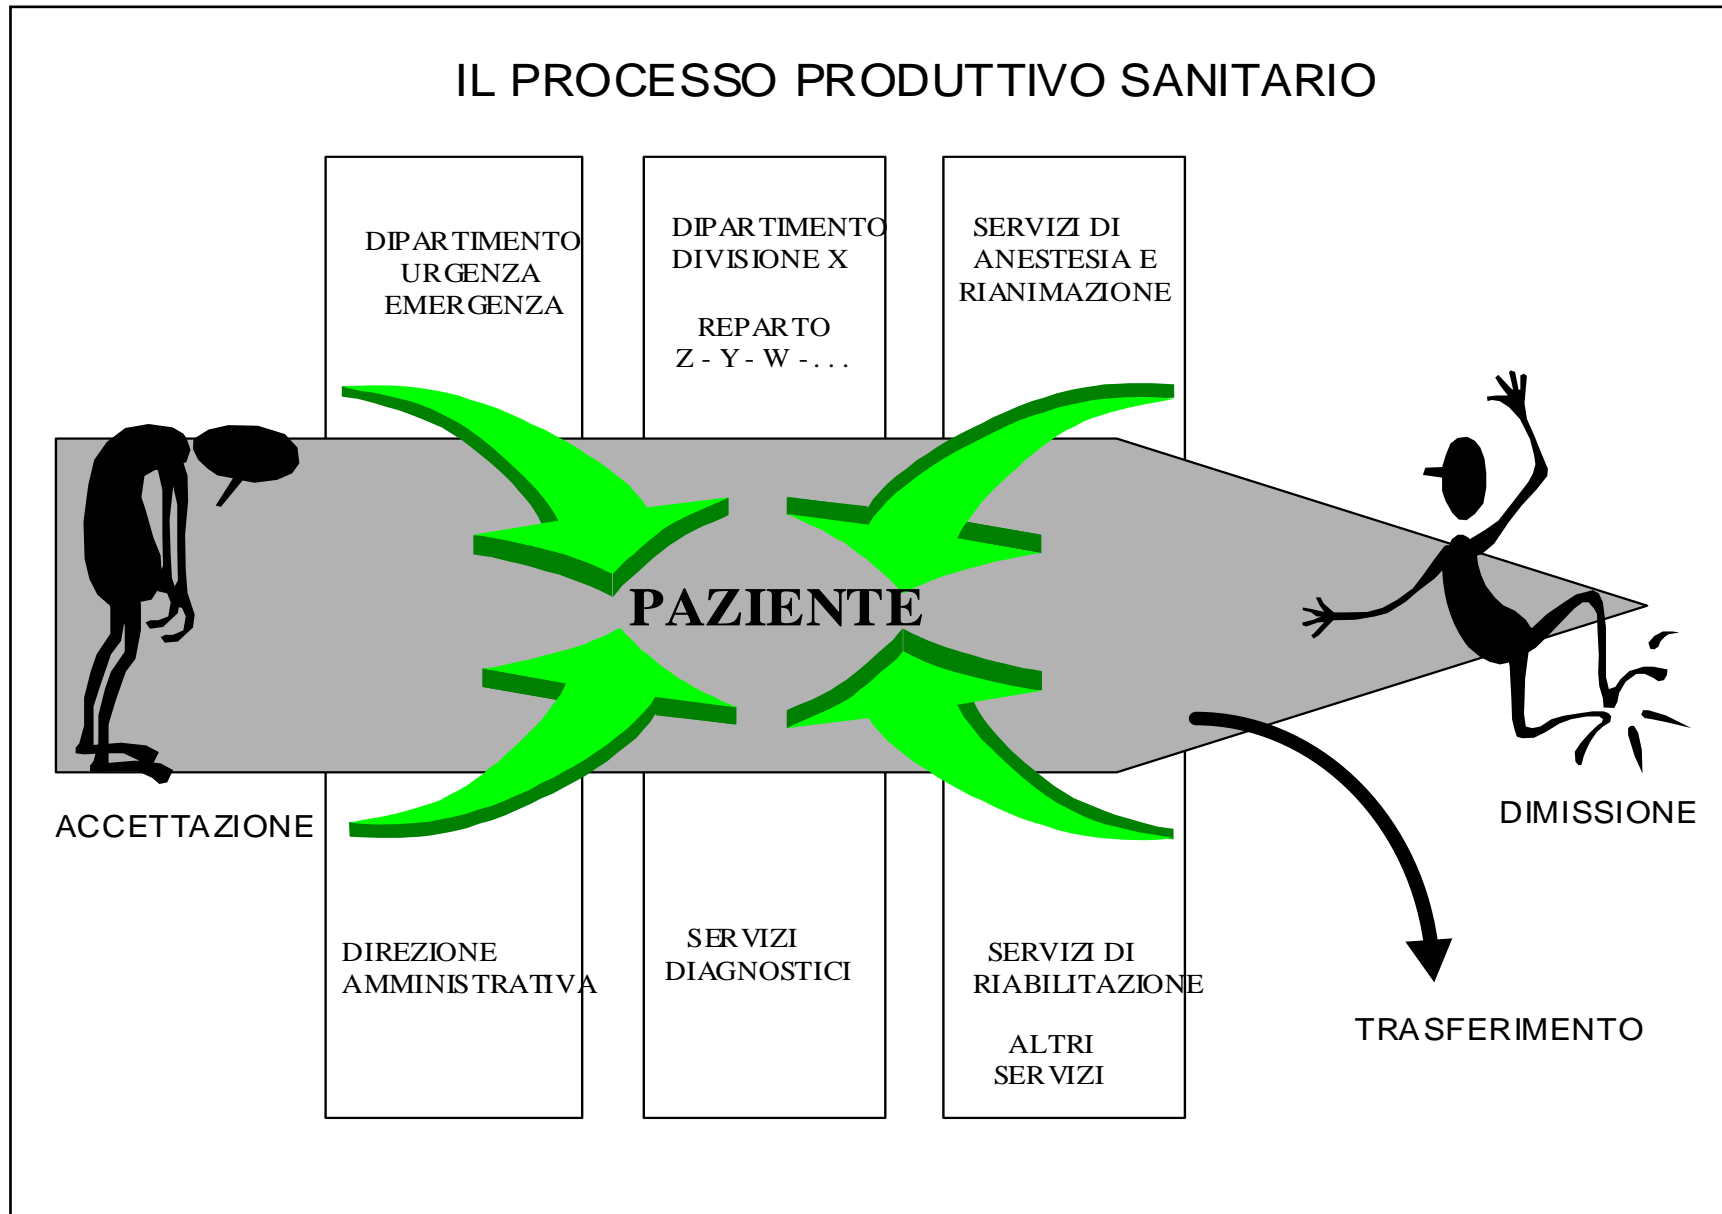 IL PROCESSO PRODUTTIVO SANITARIO
DIPARTIMENTO
URGENZA
EMERGENZA
DIPARTIMENTO
DIVISIONE X
REPARTO
Z - Y - W - . . .
SERVIZI DI
ANESTESIA E
RIANIMAZIONE
PAZIENTE
ACCETTAZIONE
DIMISSIONE
DIREZIONE
AMMINISTRATIVA
SERVIZI
DIAGNOSTICI
SERVIZI DI
RIABILITAZIONE
ALTRI
SERVIZI
TRASFERIMENTO